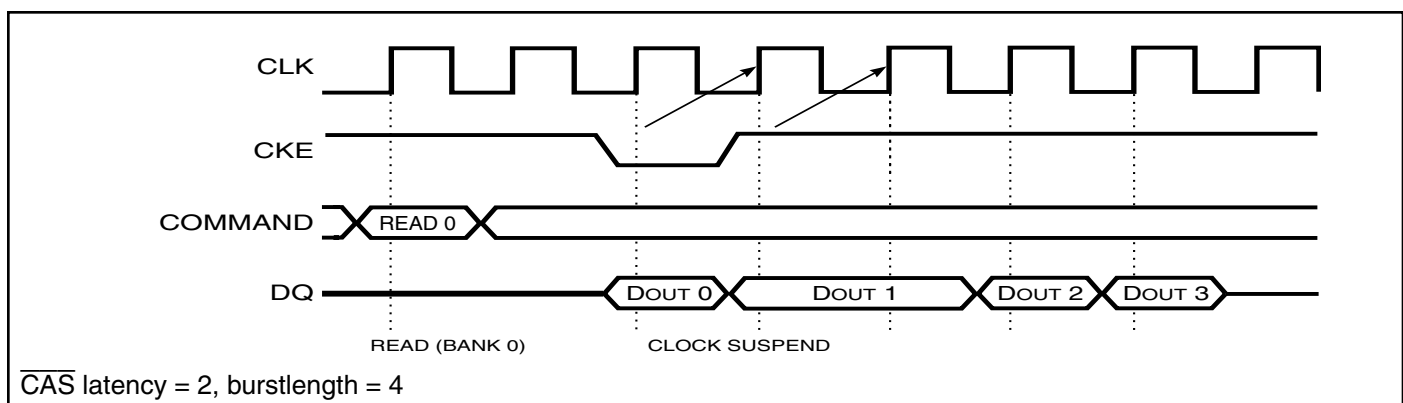 CLK
CKE
COMMAND READ 0
DQ DOUT 0 DOUT 1 DOUT 2 DOUT 3
READ (BANK 0) CLOCK SUSPEND
CAS latency = 2, burstlength = 4